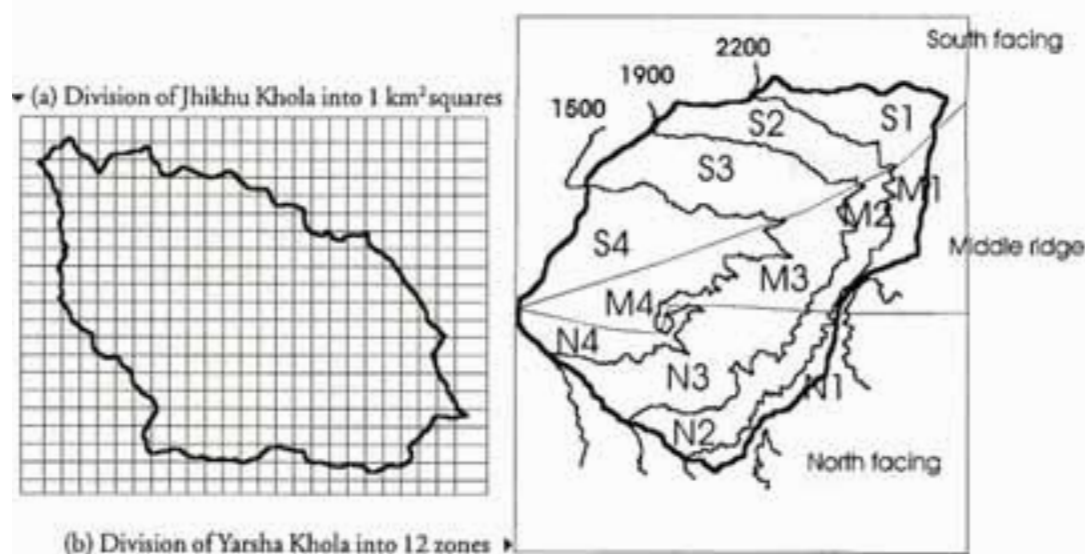 ▾ (a) Division of Jhikhu Khola into 1 km² squares
South facing
2200
1900
1500
S1
S2
S3
M1
M2
S4
Middle ridge
M3
M4
N4
N3
N1
N2
North facing
(b) Division of Yarsha Khola into 12 zones ▸